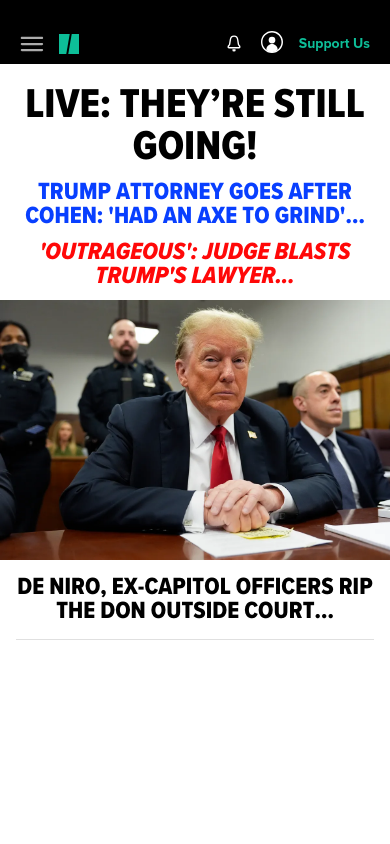 Support Us
LIVE: THEY’RE STILL
GOING!
TRUMP ATTORNEY GOES AFTER
COHEN: 'HAD AN AXE TO GRIND'...
'OUTRAGEOUS': JUDGE BLASTS
TRUMP'S LAWYER...
DE NIRO, EX-CAPITOL OFFICERS RIP
THE DON OUTSIDE COURT...